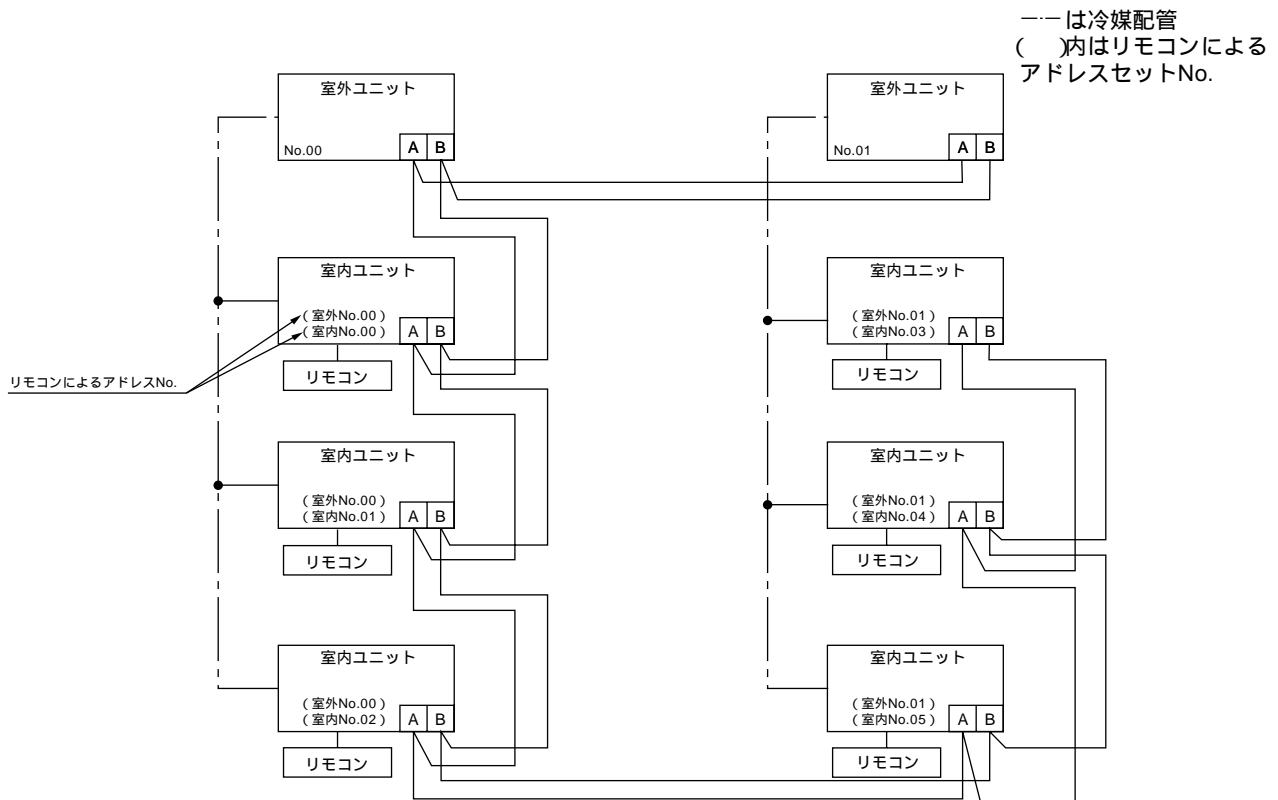 —·— は冷媒配管
(　)内はリモコンによる
アドレスセットNo.
室外ユニット
No.00
A B
室外ユニット
No.01
A B
室内ユニット
(室外No.00)
(室内No.00)
A B
リモコン
リモコンによるアドレスNo.
室内ユニット
(室外No.01)
(室内No.03)
A B
リモコン
室内ユニット
(室外No.00)
(室内No.01)
A B
リモコン
室内ユニット
(室外No.01)
(室内No.04)
A B
リモコン
室内ユニット
(室外No.00)
(室内No.02)
A B
リモコン
室内ユニット
(室外No.01)
(室内No.05)
A B
リモコン